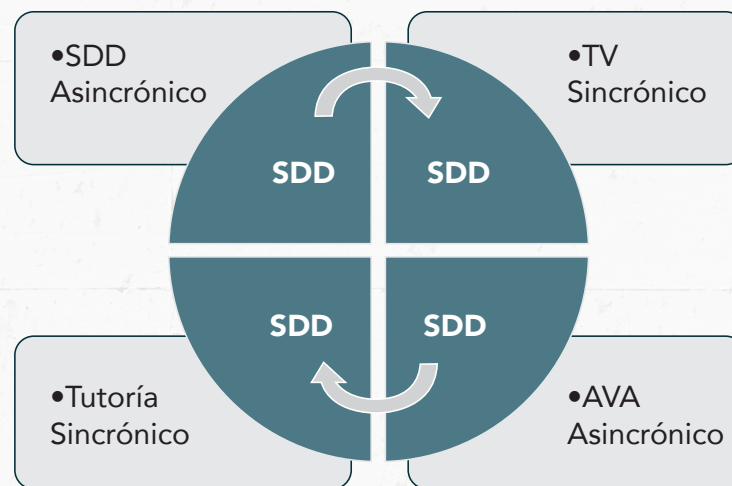 •SDD
Asincrónico
•TV
Sincrónico
SDD
SDD
SDD
SDD
•Tutoría
Sincrónico
•AVA
Asincrónico